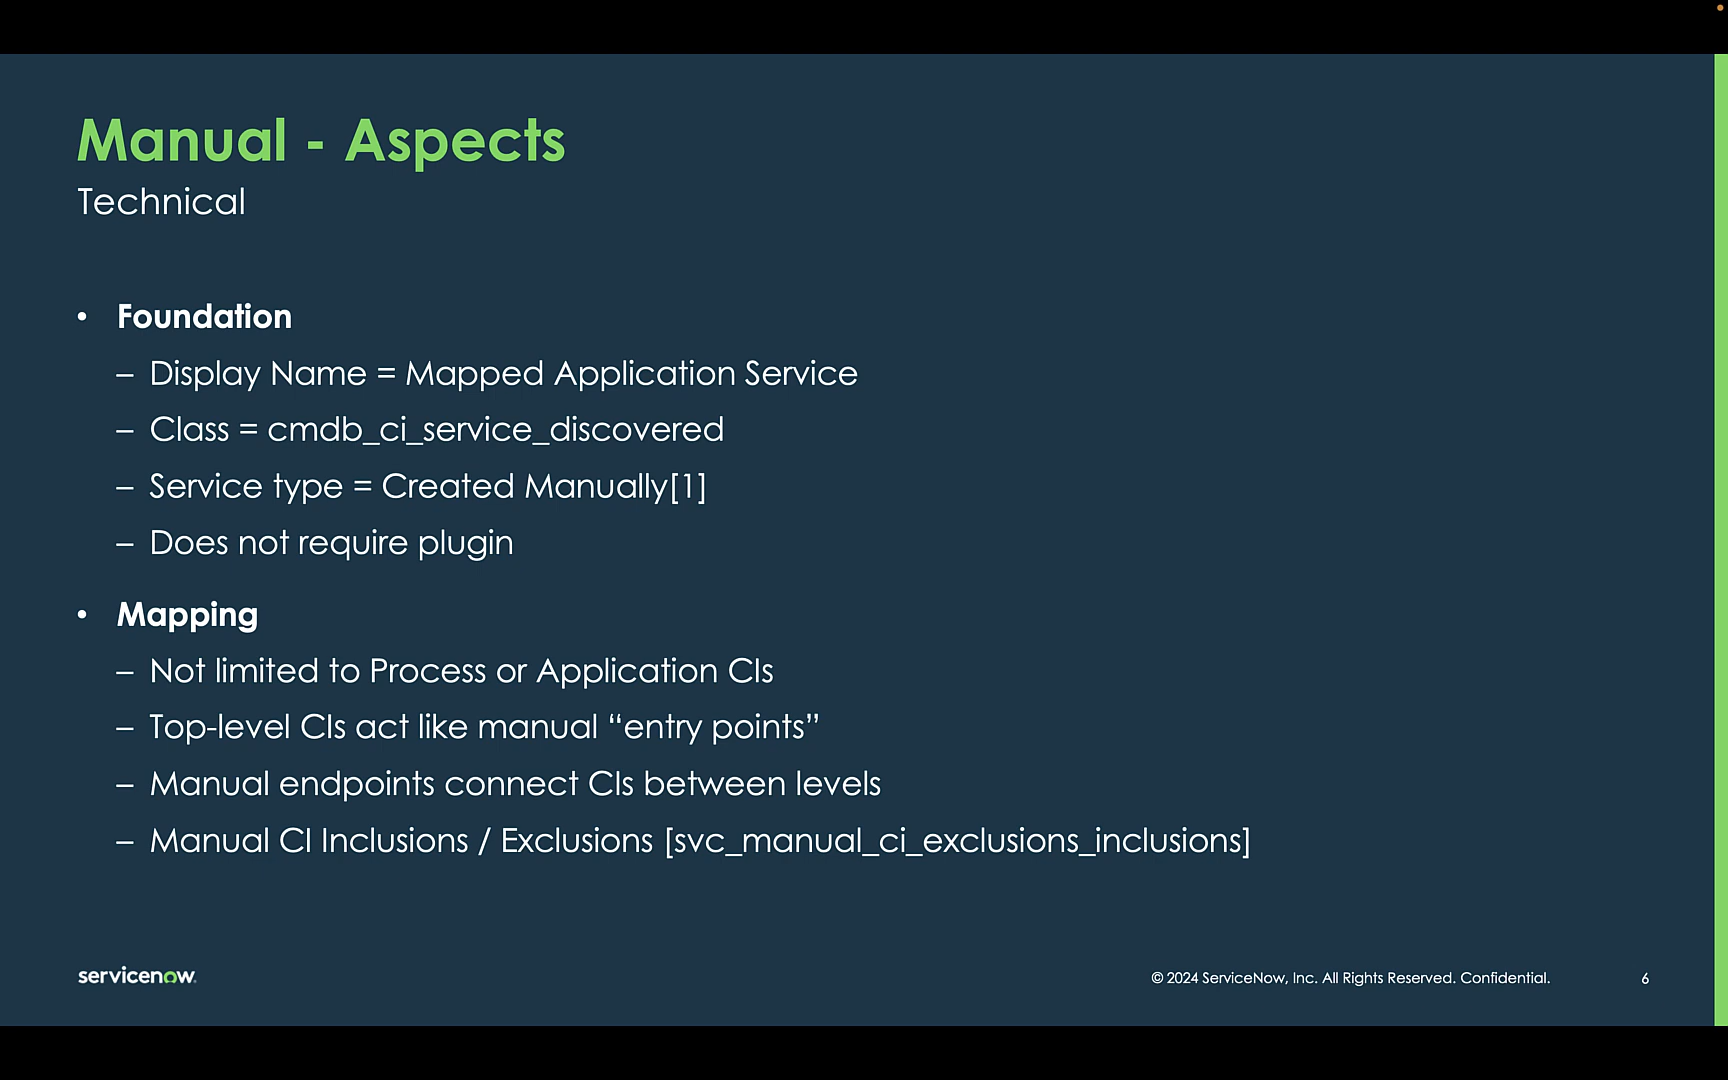 Manual - Aspects
Technical
• Foundation
– Display Name = Mapped Application Service
– Class = cmdb_ci_service_discovered
– Service type = Created Manually[1]
– Does not require plugin
• Mapping
– Not limited to Process or Application CIs
– Top-level CIs act like manual “entry points”
– Manual endpoints connect CIs between levels
– Manual CI Inclusions / Exclusions [svc_manual_ci_exclusions_inclusions]
servicenow.
© 2024 ServiceNow, Inc. All Rights Reserved. Confidential.
6